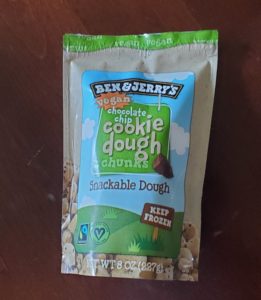 vegan vegan
BEN & JERRY'S
vegan
chocolate
chip
cookie
dough
chunks
Snackable Dough
KEEP
FROZEN
NET WT 8 OZ (227g)